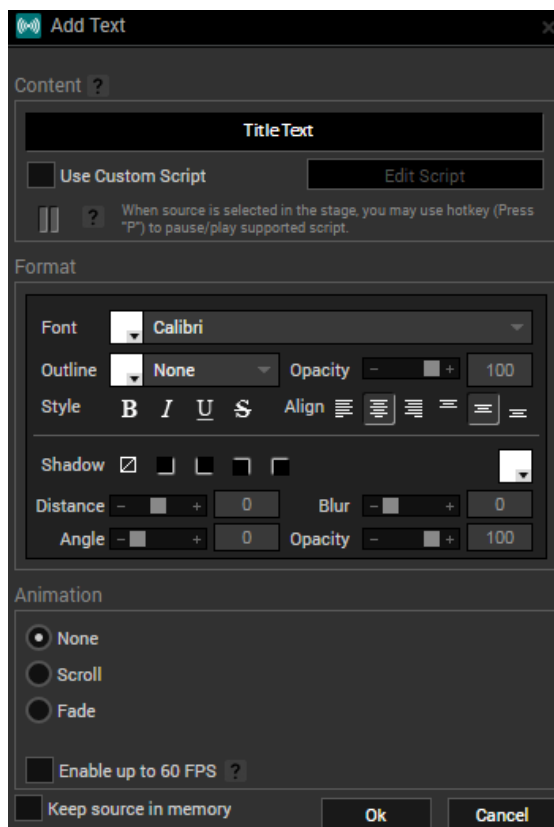 Add Text
Content ?
Title Text
Use Custom Script Edit Script
? When source is selected in the stage, you may use hotkey (Press
"P") to pause/play supported script.
Format
Font Calibri
Outline None Opacity - + 100
Style B I U S Align
Shadow
Distance - + 0 Blur - + 0
Angle - + 0 Opacity - + 100
Animation
None
Scroll
Fade
Enable up to 60 FPS ?
Keep source in memory Ok Cancel